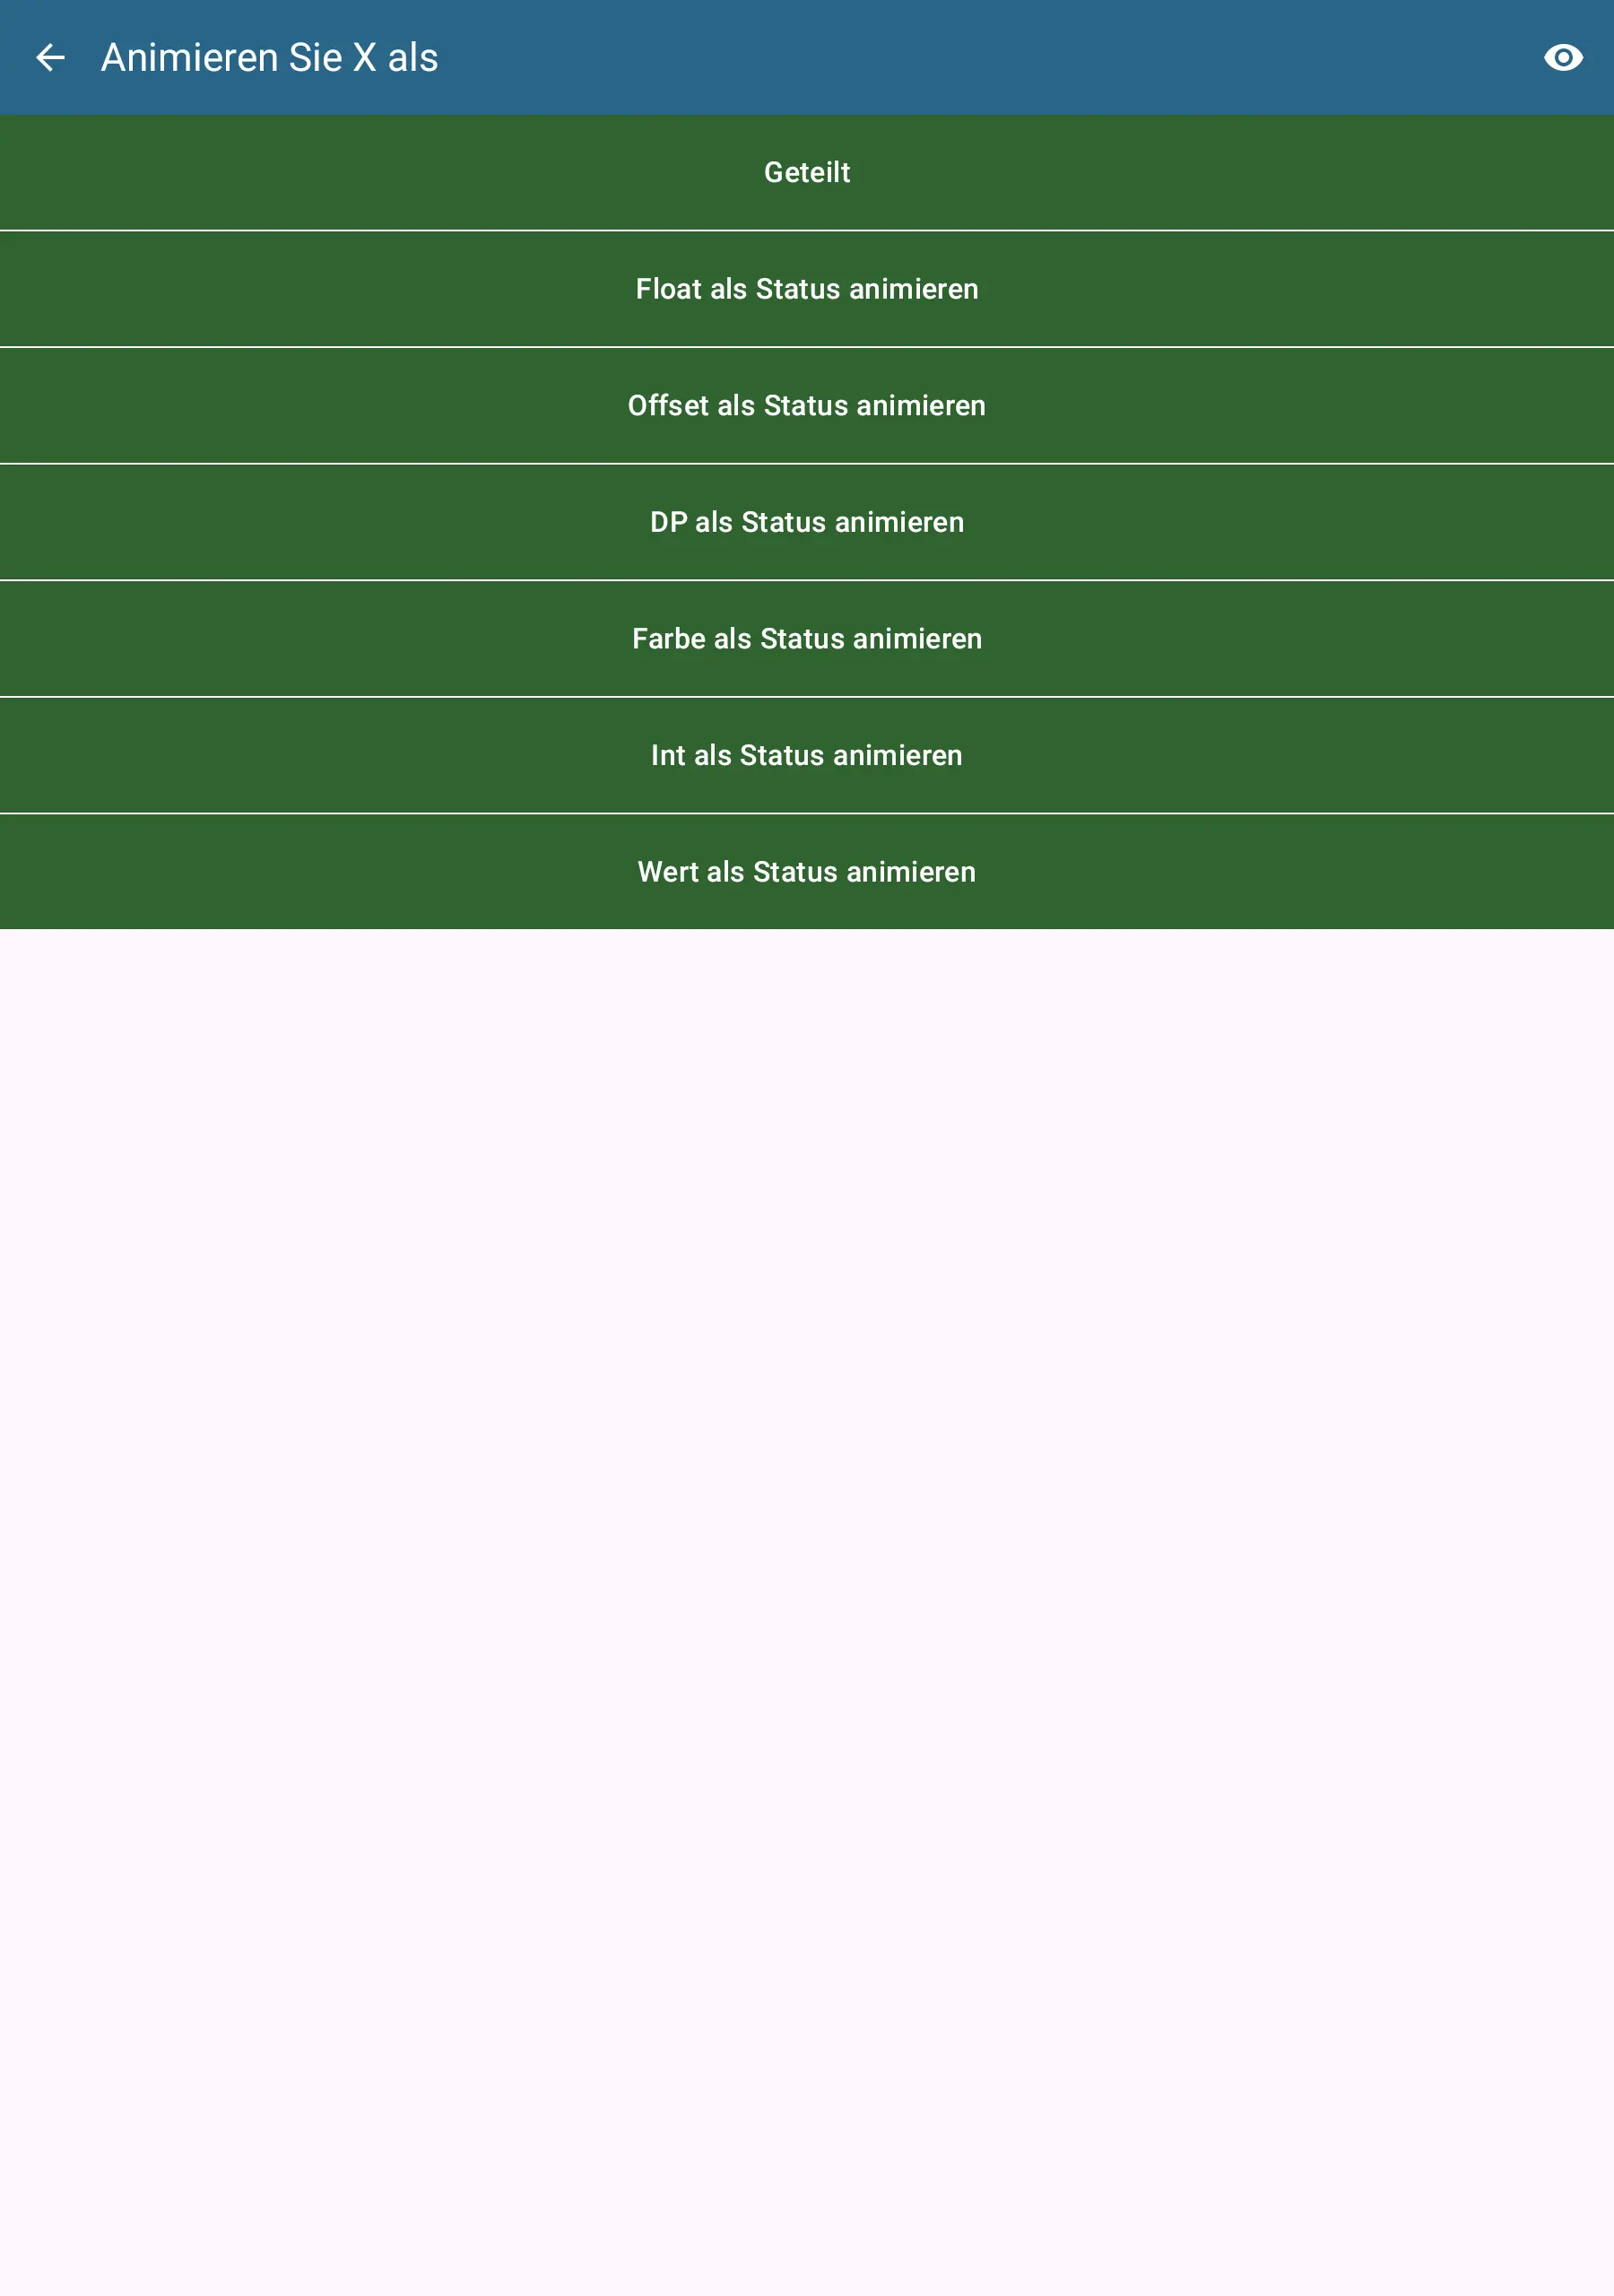 Animieren Sie X als
Geteilt
Float als Status animieren
Offset als Status animieren
DP als Status animieren
Farbe als Status animieren
Int als Status animieren
Wert als Status animieren